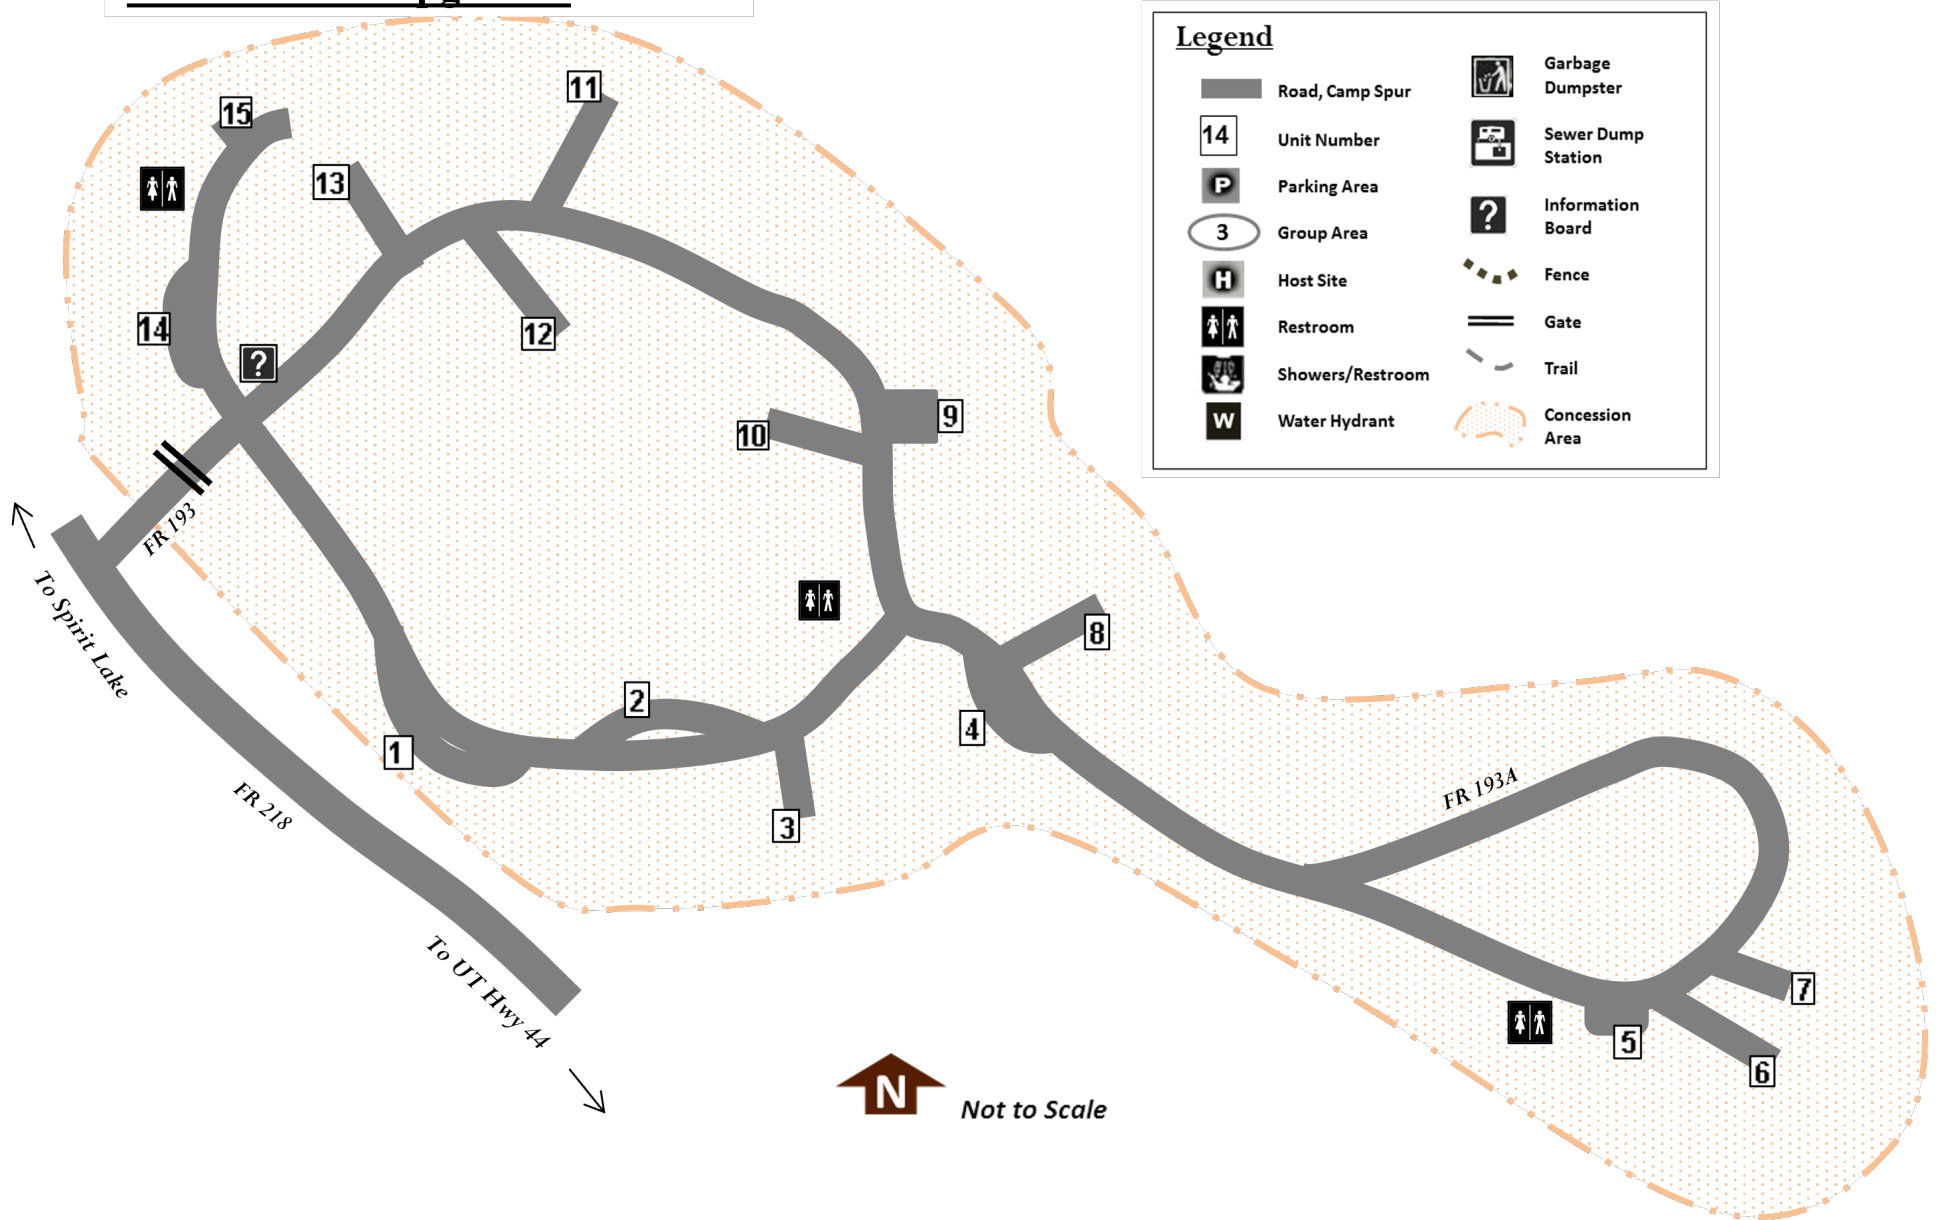 Legend
Road, Camp Spur
14
Unit Number
P
Parking Area
3
Group Area
H
Host Site
Restroom
Showers/Restroom
W
Water Hydrant
Garbage
Dumpster
Sewer Dump
Station
?
Information
Board
Fence
Gate
Trail
Concession
Area
11
15
13
12
14
?
9
10
FR 193
To Spirit Lake
8
2
4
1
3
FR 218
FR 193A
To UT Hwy 44
7
5
6
N
Not to Scale